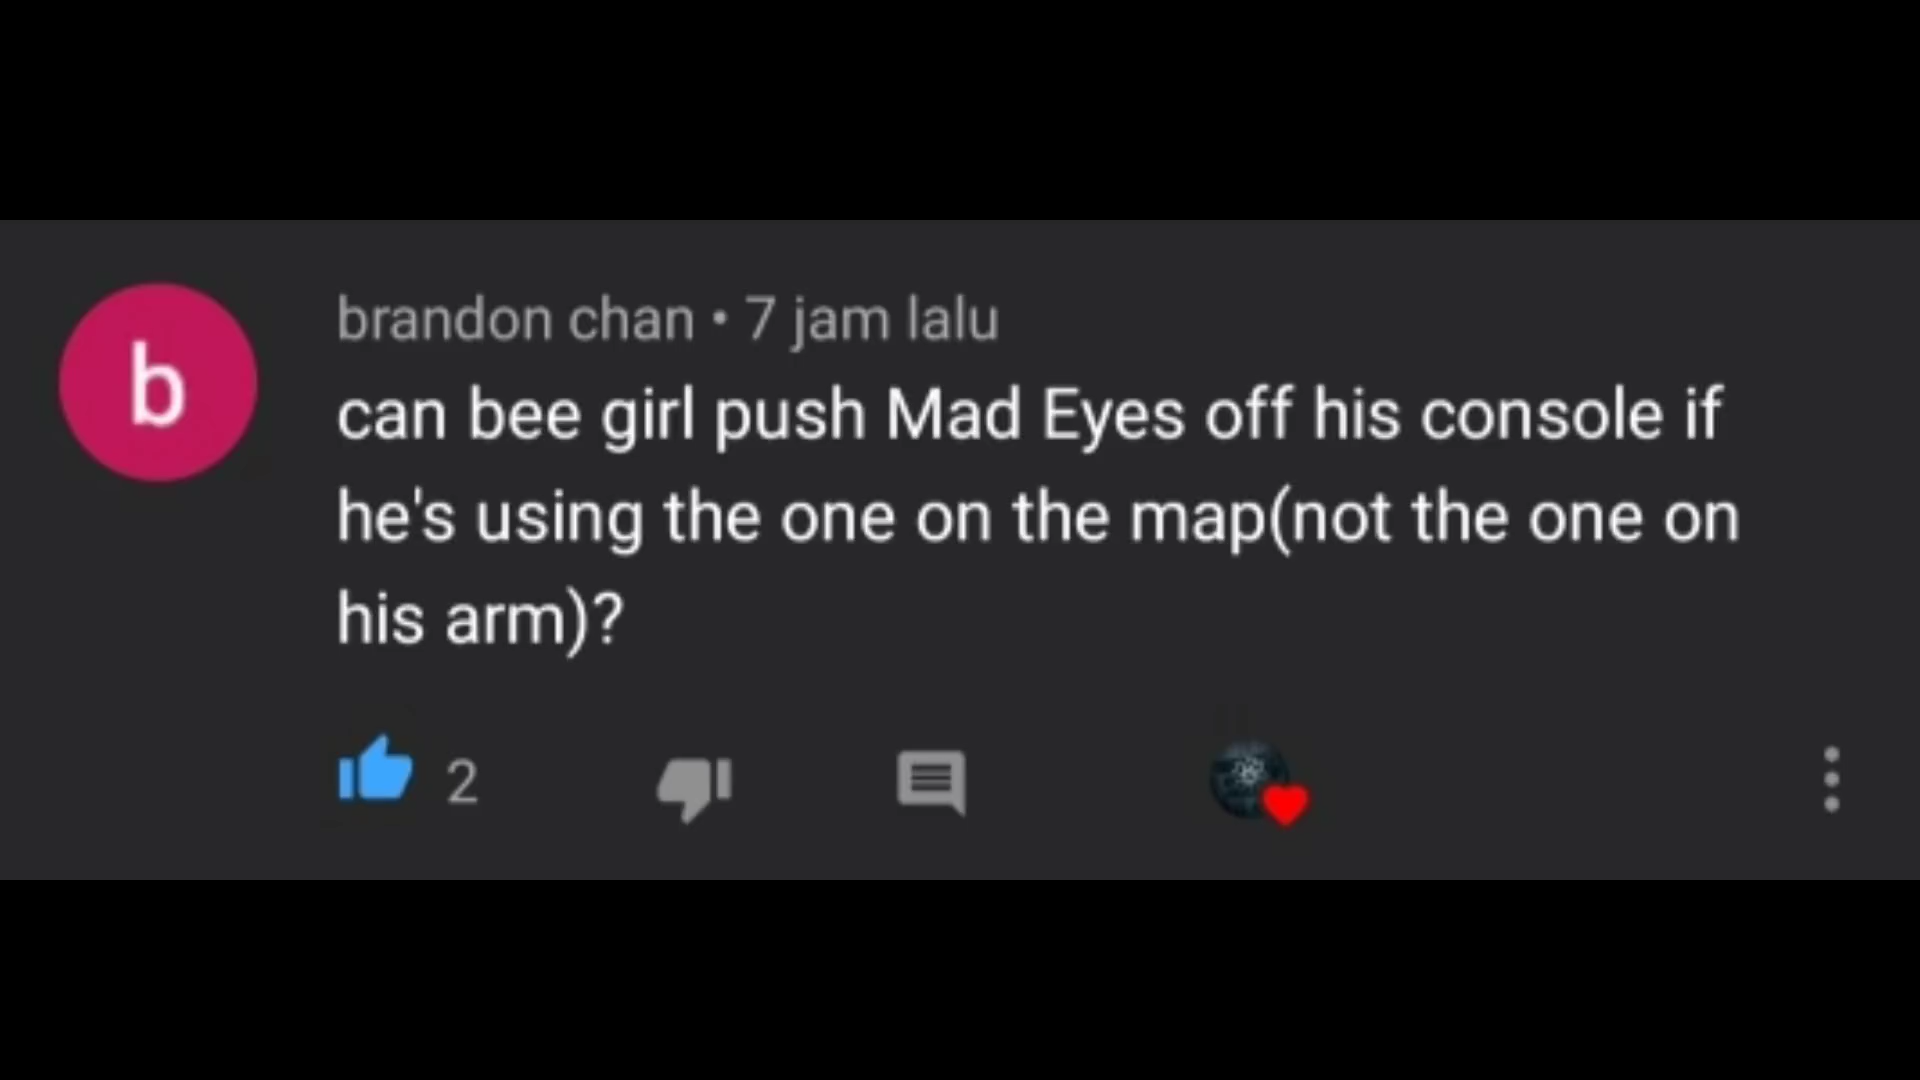 b
brandon chan • 7 jam lalu
can bee girl push Mad Eyes off his console if
he's using the one on the map(not the one on
his arm)?
2